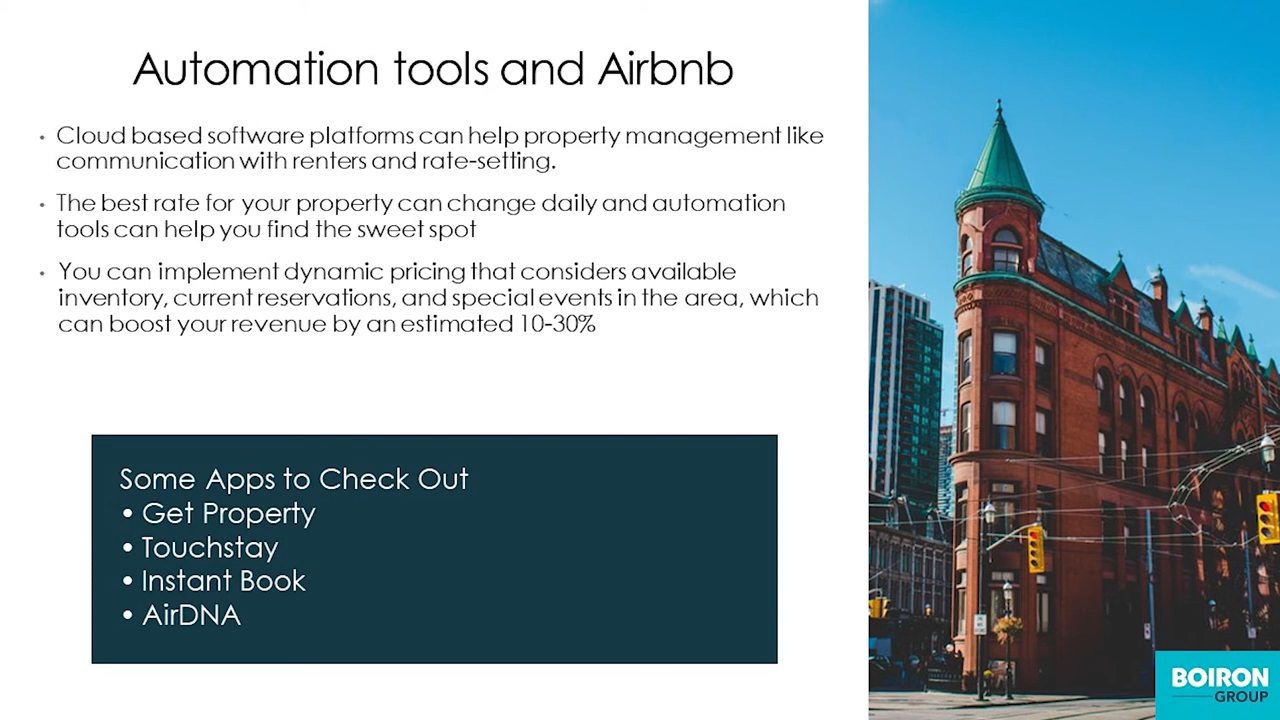 Automation tools and Airbnb
• Cloud based software platforms can help property management like
communication with renters and rate-setting.
• The best rate for your property can change daily and automation
tools can help you find the sweet spot
• You can implement dynamic pricing that considers available
inventory, current reservations, and special events in the area, which
can boost your revenue by an estimated 10-30%
Some Apps to Check Out
• Get Property
• Touchstay
• Instant Book
• AirDNA
BOIRON
GROUP